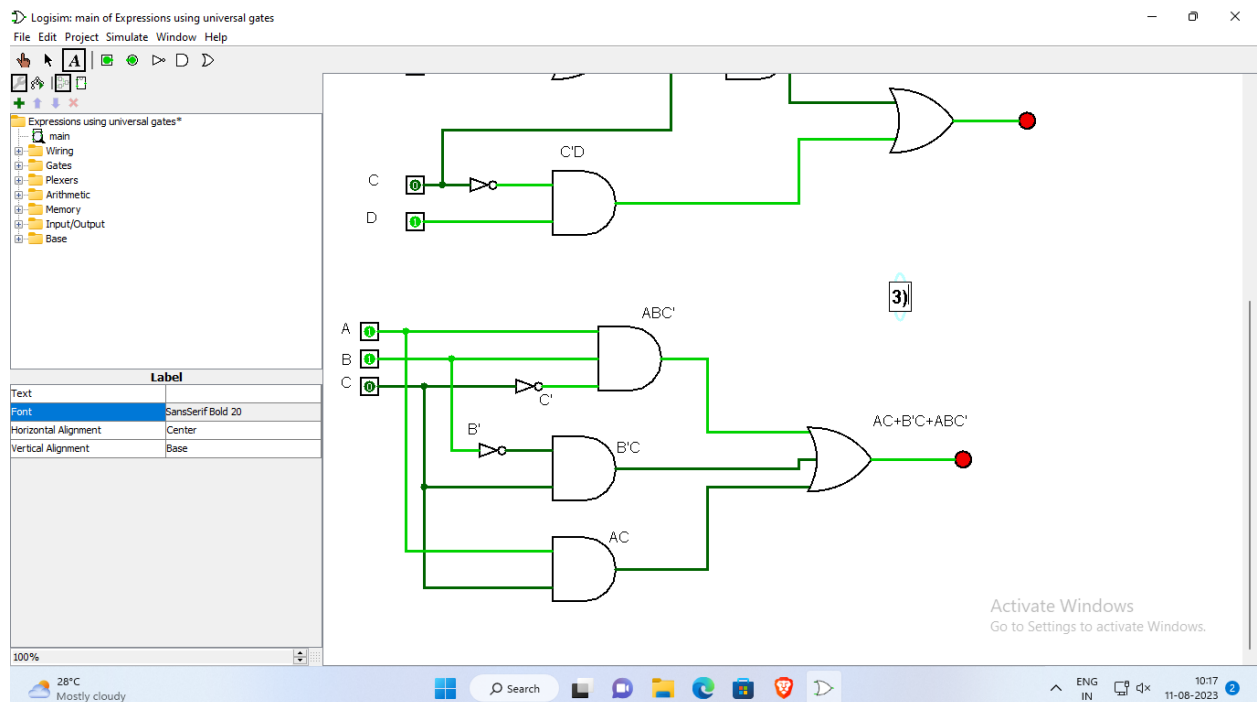 Logisim: main of Expressions using universal gates
File Edit Project Simulate Window Help
A
Expressions using universal gates*
main
Wiring
Gates
Plexers
Arithmetic
Memory
Input/Output
Base
Label
Text
Font SansSerif Bold 20
Horizontal Alignment Center
Vertical Alignment Base
100%
C'D
C 0
D 1
3)
ABC'
A 1
B 1
C 0
C'
B'
B'C
AC+B'C+ABC'
AC
Activate Windows
Go to Settings to activate Windows.
28°C
Mostly cloudy
Search
ENG
IN
10:17
11-08-2023
2